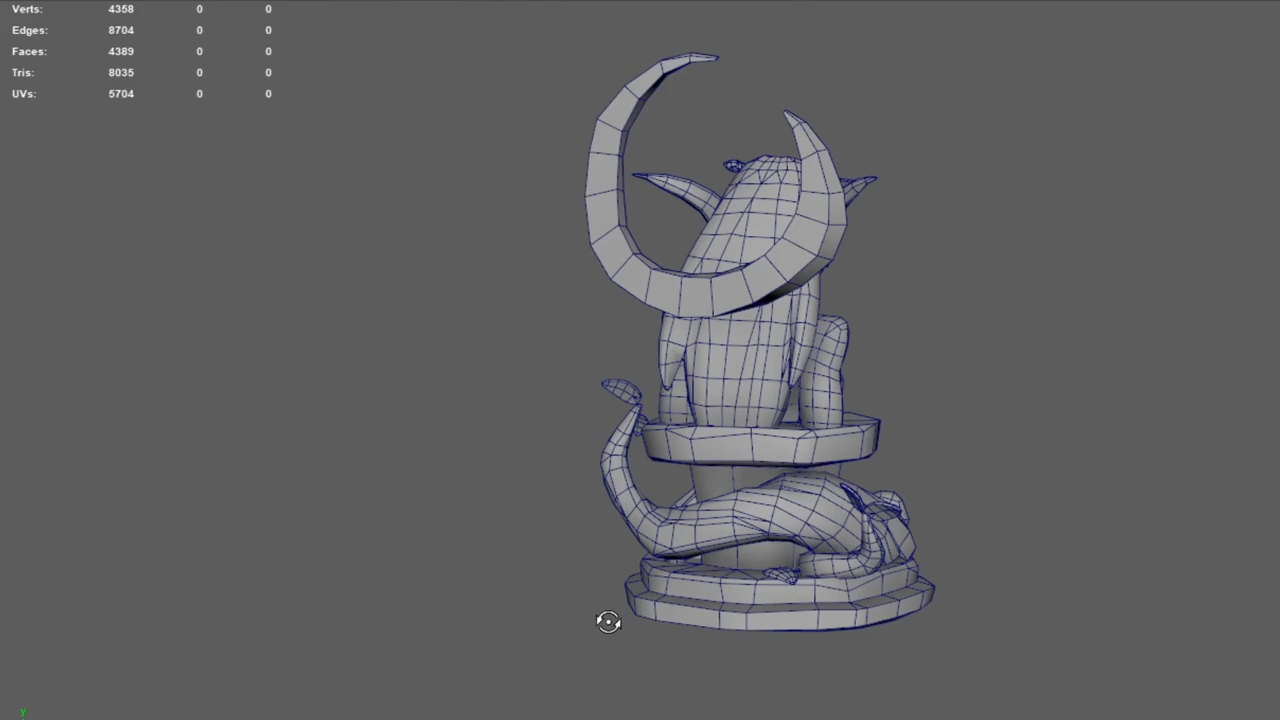 Verts: 4358 0 0
Edges: 8704 0 0
Faces: 4389 0 0
Tris: 8035 0 0
UVs: 5704 0 0
y